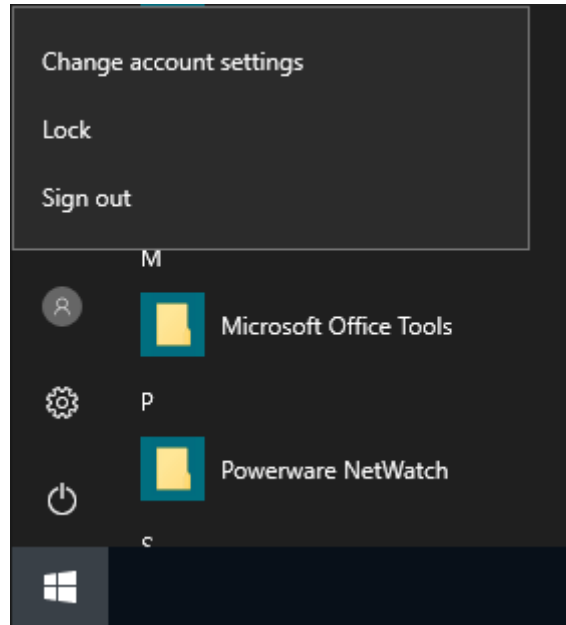 Change account settings
Lock
Sign out
M
Microsoft Office Tools
P
Powerware NetWatch